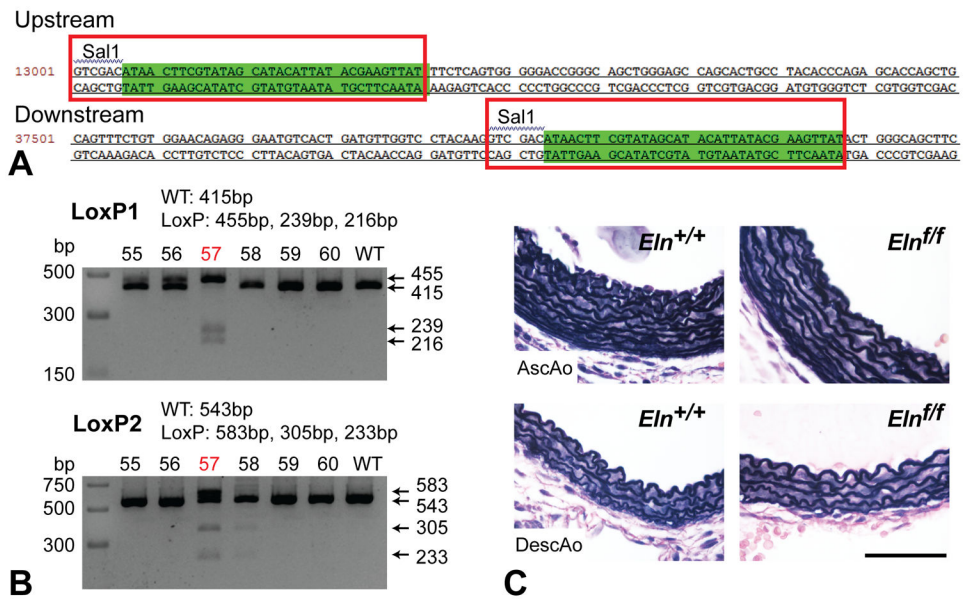 Upstream
Sal1
13001 GTCGACATAA CTTCGTATAGC CATACATTAT ACGAAGTTAT TTCTCAGTGG GGGACCGGGC AGCTGGGAGC CAGCACTGCC TACACCCAGA GCACCAGCTG
CAGCTGTATT GAAGCATATC GTATGTAATA TGCTTCAATA AAGAGTCACC CCCTGGCCCG TCGACCCTCG GTCGTGACGG ATGTGGGTCT CGTGGTCGAC
Downstream
Sal1
37501 CAGTTTCTGT GGAACAGAGG GAATGTCACT GATGTTGGTC CTACAAGGTC GACATAACTT CGTATAGCAT ACATTATACG AAGTTATACT GGGCAGCTTC
GTCAAAGACA CCTTGTCTCC CTTACAGTGA CTACAACCAG GATGTTCCAG CTGTATTGAA GCATATCGTA TGTAATATGC TTCAATATGA CCCGTCGAAG
A
LoxP1
WT: 415bp
LoxP: 455bp, 239bp, 216bp
bp 55 56 57 58 59 60 WT
500
300
150
455
415
239
216
LoxP2
WT: 543bp
LoxP: 583bp, 305bp, 233bp
bp 55 56 57 58 59 60 WT
750
500
300
583
543
305
233
B
Eln+/+
Elnf/f
AscAo
Eln+/+
Elnf/f
DescAo
C